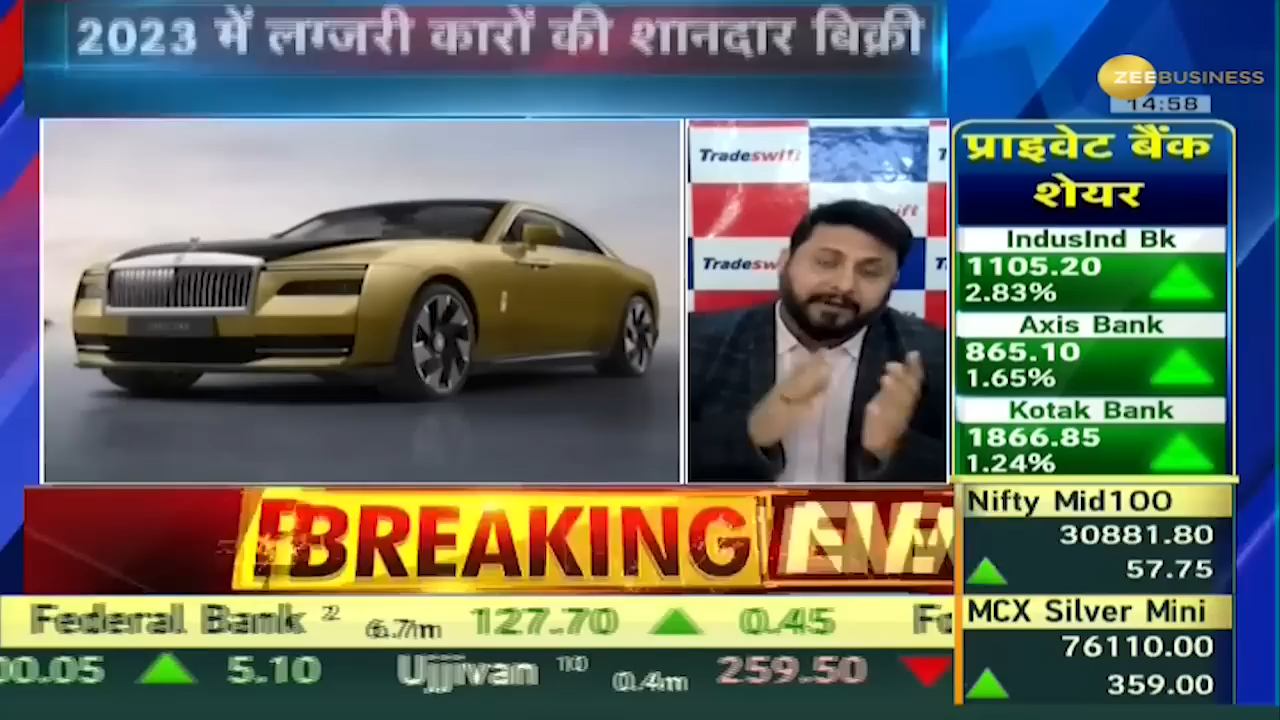 2023 में लग्जरी कारों की शानदार बिक्री
ZEEBUSINESS
14:58
Tradeswift
प्राइवेट बैंक
शेयर
IndusInd Bk
1105.20
2.83%
Axis Bank
865.10
1.65%
Kotak Bank
1866.85
1.24%
BREAKING
Nifty Mid100
30881.80
57.75
MCX Silver Mini
76110.00
359.00
Federal Bank 6.7m 127.70 0.45
00.05 5.10 Ujjivan 0.4m 259.50